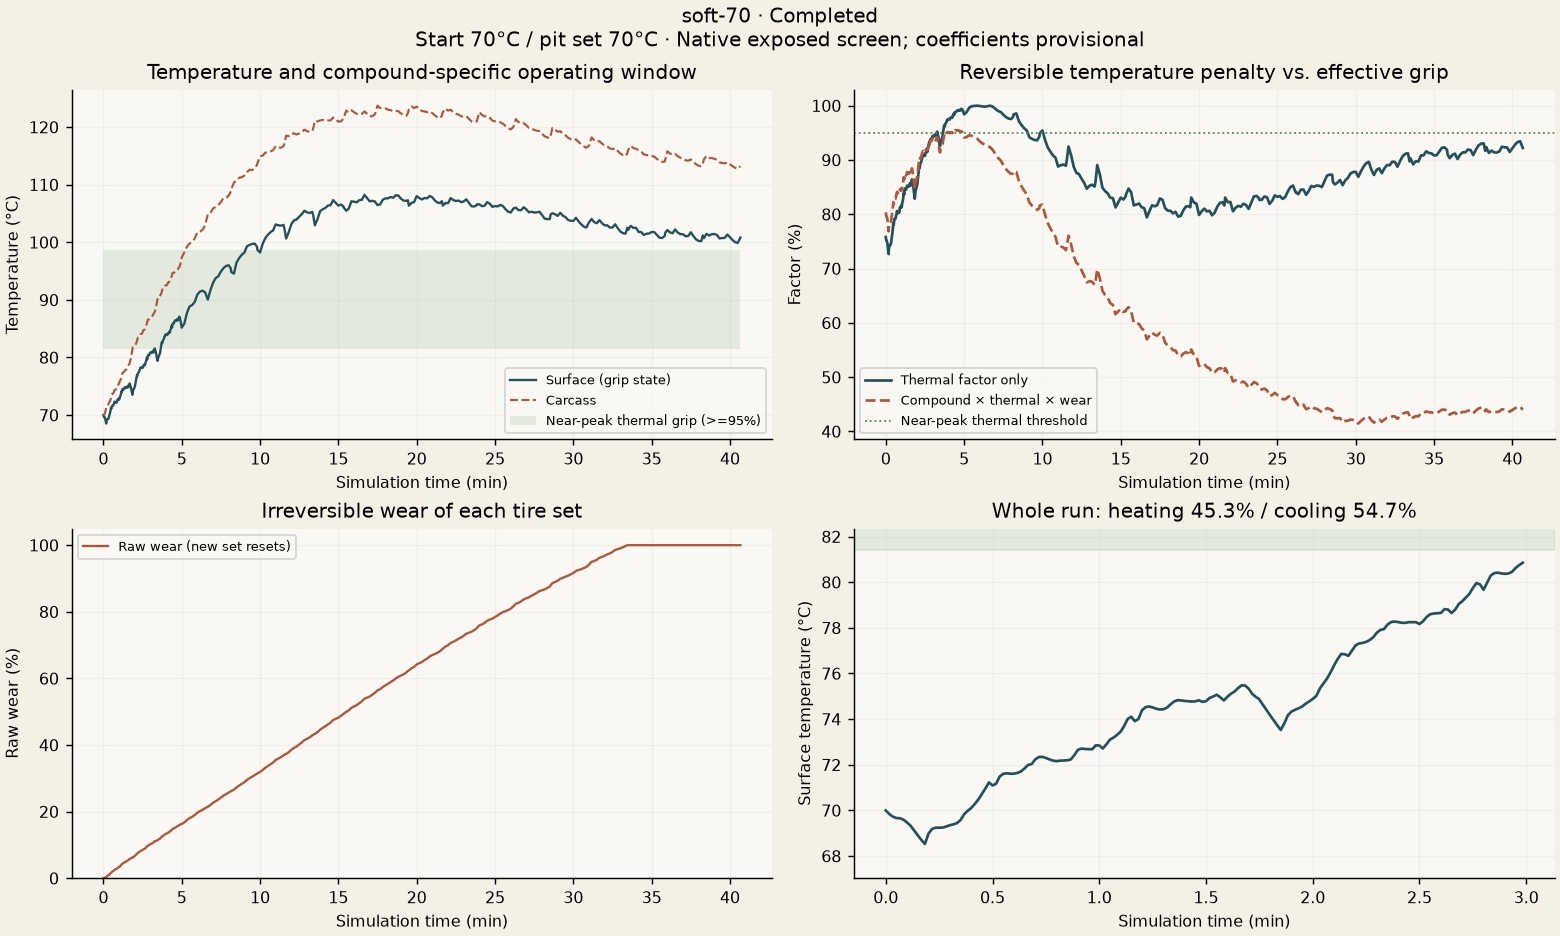 soft-70 · Completed
Start 70°C / pit set 70°C · Native exposed screen; coefficients provisional
Temperature and compound-specific operating window
Temperature (°C)
120
110
100
90
80
70
Surface (grip state)
Carcass
Near-peak thermal grip (>=95%)
0 5 10 15 20 25 30 35 40
Simulation time (min)
Reversible temperature penalty vs. effective grip
Factor (%)
100
90
80
70
60
50
40
Thermal factor only
Compound × thermal × wear
Near-peak thermal threshold
0 5 10 15 20 25 30 35 40
Simulation time (min)
Irreversible wear of each tire set
Raw wear (%)
100
80
60
40
20
0
Raw wear (new set resets)
0 5 10 15 20 25 30 35 40
Simulation time (min)
Whole run: heating 45.3% / cooling 54.7%
Surface temperature (°C)
82
80
78
76
74
72
70
68
0.0 0.5 1.0 1.5 2.0 2.5 3.0
Simulation time (min)